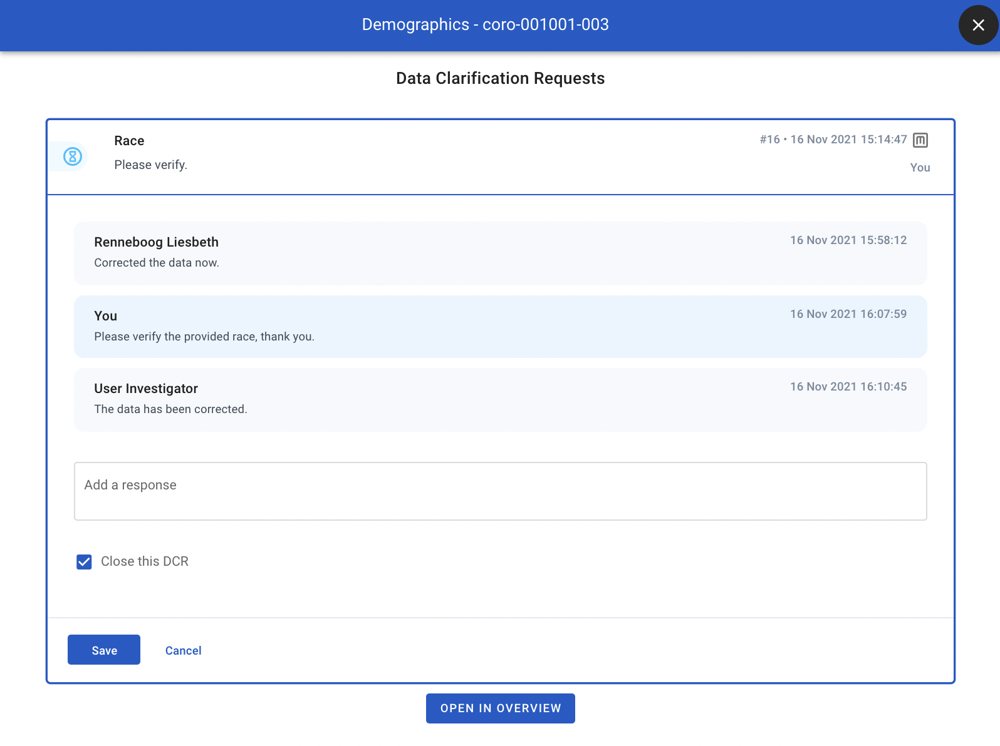 Demographics - coro-001001-003
Data Clarification Requests
Race
#16 • 16 Nov 2021 15:14:47
Please verify.
You
Renneboog Liesbeth
16 Nov 2021 15:58:12
Corrected the data now.
You
16 Nov 2021 16:07:59
Please verify the provided race, thank you.
User Investigator
16 Nov 2021 16:10:45
The data has been corrected.
Add a response
Close this DCR
Save
Cancel
OPEN IN OVERVIEW